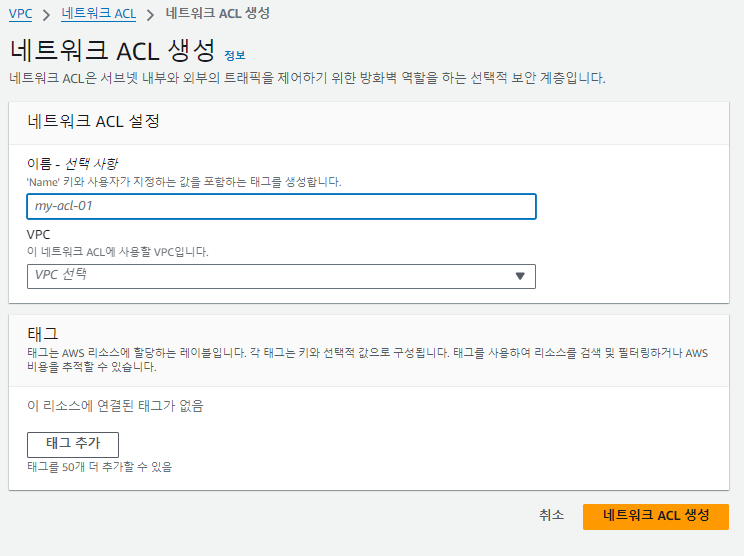 VPC > 네트워크 ACL > 네트워크 ACL 생성
네트워크 ACL 생성 정보
네트워크 ACL은 서브넷 내부와 외부의 트래픽을 제어하기 위한 방화벽 역할을 하는 선택적 보안 계층입니다.
네트워크 ACL 설정
이름 - 선택 사항
'Name' 키와 사용자가 지정하는 값을 포함하는 태그를 생성합니다.
my-acl-01
VPC
이 네트워크 ACL에 사용할 VPC입니다.
VPC 선택
태그
태그는 AWS 리소스에 할당하는 레이블입니다. 각 태그는 키와 선택적 값으로 구성됩니다. 태그를 사용하여 리소스를 검색 및 필터링하거나 AWS
비용을 추적할 수 있습니다.
이 리소스에 연결된 태그가 없음
태그 추가
태그를 50개 더 추가할 수 있음
취소 네트워크 ACL 생성